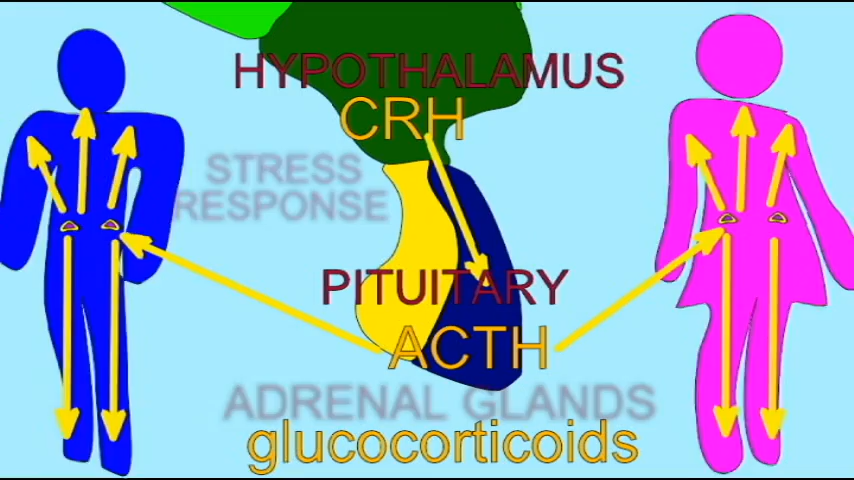 HYPOTHALAMUS
CRH
STRESS
RESPONSE
PITUITARY
ACTH
ADRENAL GLANDS
glucocorticoids